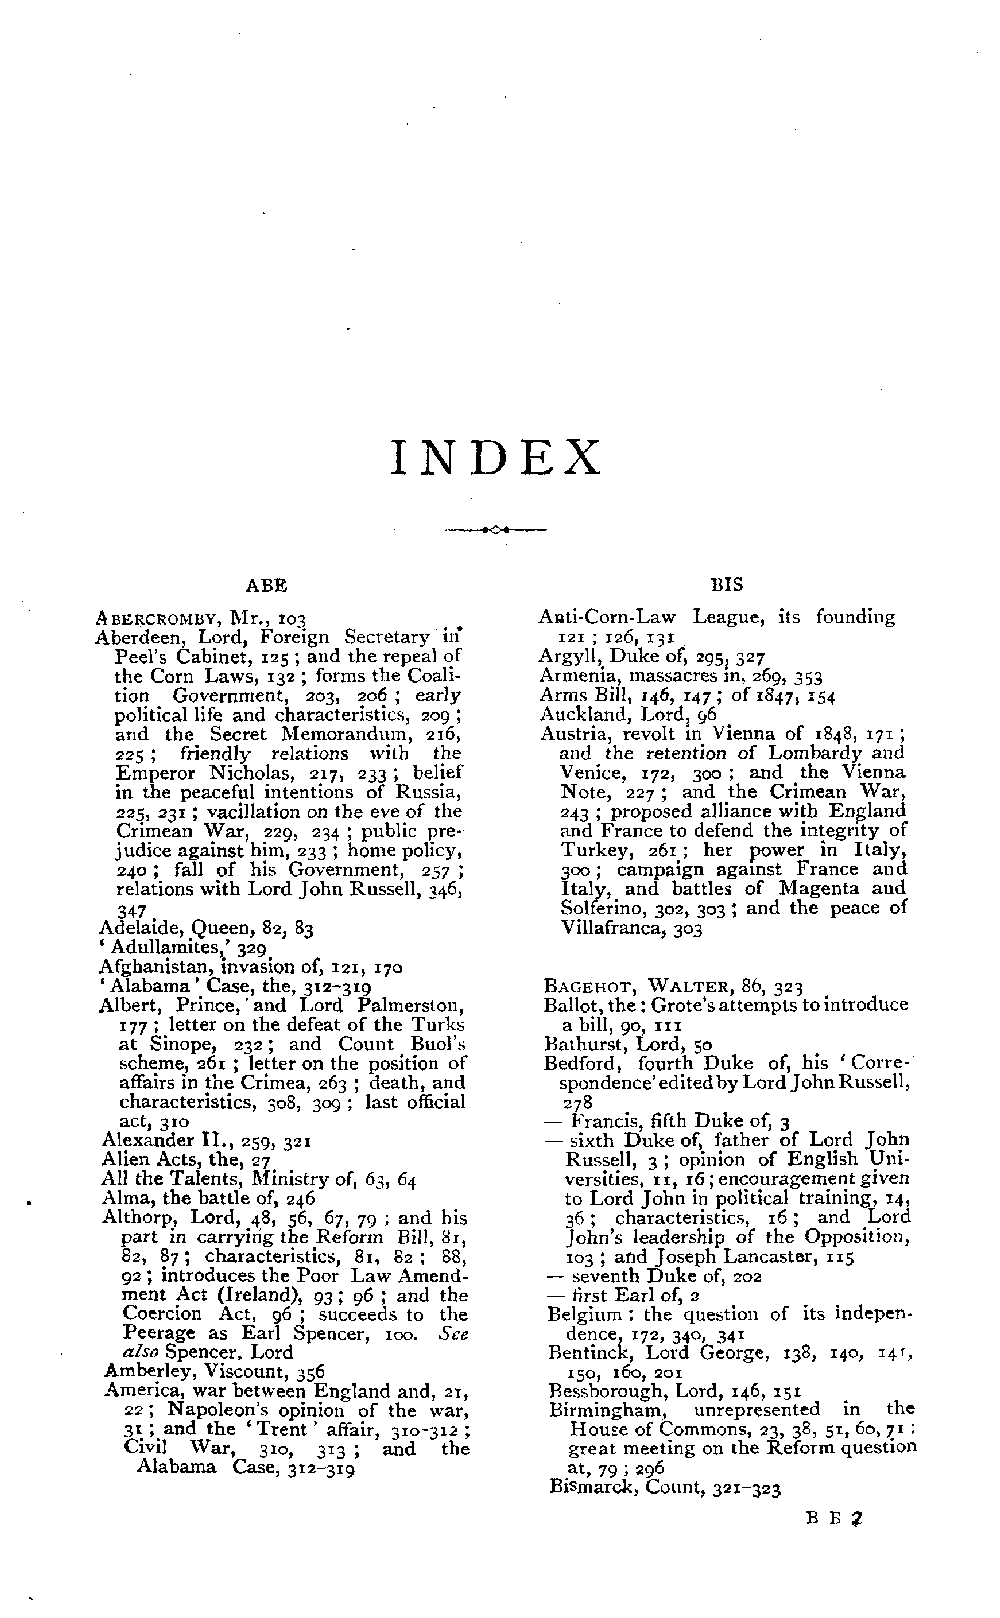 INDEX
ABE
ABERCROMBY, Mr., 103
Aberdeen, Lord, Foreign Secretary in
Peel's Cabinet, 125 ; and the repeal of
the Corn Laws, 132 ; forms the Coali-
tion Government, 203, 206 ; early
political life and characteristics, 209 ;
and the Secret Memorandum, 216,
225 ; friendly relations with the
Emperor Nicholas, 217, 233 ; belief
in the peaceful intentions of Russia,
225, 231 ; vacillation on the eve of the
Crimean War, 229, 234 ; public pre-
judice against him, 233 ; home policy,
240 ; fall of his Government, 257 ;
relations with Lord John Russell, 346,
347
Adelaide, Queen, 82, 83
' Adullamites,' 329
Afghanistan, invasion of, 121, 170
' Alabama ' Case, the, 312-319
Albert, Prince, and Lord Palmerston,
177 ; letter on the defeat of the Turks
at Sinope, 232 ; and Count Buol's
scheme, 261 ; letter on the position of
affairs in the Crimea, 263 ; death, and
characteristics, 308, 309 ; last official
act, 310
Alexander II., 259, 321
Alien Acts, the, 27
All the Talents, Ministry of, 63, 64
Alma, the battle of, 246
Althorp, Lord, 48, 56, 67, 79 ; and his
part in carrying the Reform Bill, 81,
82, 87 ; characteristics, 81, 82 ; 88,
92 ; introduces the Poor Law Amend-
ment Act (Ireland), 93 ; 96 ; and the
Coercion Act, 96 ; succeeds to the
Peerage as Earl Spencer, 100. See
also Spencer, Lord
Amberley, Viscount, 356
America, war between England and, 21,
22 ; Napoleon's opinion of the war,
31 ; and the ' Trent ' affair, 310-312 ;
Civil War, 310, 313 ; and the
Alabama Case, 312-319
BIS
Anti-Corn-Law League, its founding
121 ; 126, 131
Argyll, Duke of, 295, 327
Armenia, massacres in, 269, 353
Arms Bill, 146, 147 ; of 1847, 154
Auckland, Lord, 96
Austria, revolt in Vienna of 1848, 171 ;
and the retention of Lombardy and
Venice, 172, 300 ; and the Vienna
Note, 227 ; and the Crimean War,
243 ; proposed alliance with England
and France to defend the integrity of
Turkey, 261 ; her power in Italy,
300 ; campaign against France and
Italy, and battles of Magenta and
Solferino, 302, 303 ; and the peace of
Villafranca, 303
BAGEHOT, WALTER, 86, 323
Ballot, the : Grote's attempts to introduce
a bill, 90, 111
Bathurst, Lord, 50
Bedford, fourth Duke of, his ' Corre-
spondence' edited by Lord John Russell,
278
— Francis, fifth Duke of, 3
— sixth Duke of, father of Lord John
Russell, 3 ; opinion of English Uni-
versities, 11, 16 ; encouragement given
to Lord John in political training, 14,
36 ; characteristics, 16 ; and Lord
John's leadership of the Opposition,
103 ; and Joseph Lancaster, 115
— seventh Duke of, 202
— first Earl of, 2
Belgium : the question of its indepen-
dence, 172, 340, 341
Bentinck, Lord George, 138, 140, 141,
150, 160, 201
Bessborough, Lord, 146, 151
Birmingham, unrepresented in the
House of Commons, 23, 38, 51, 60, 71 ;
great meeting on the Reform question
at, 79 ; 296
Bismarck, Count, 321-323
B B 2